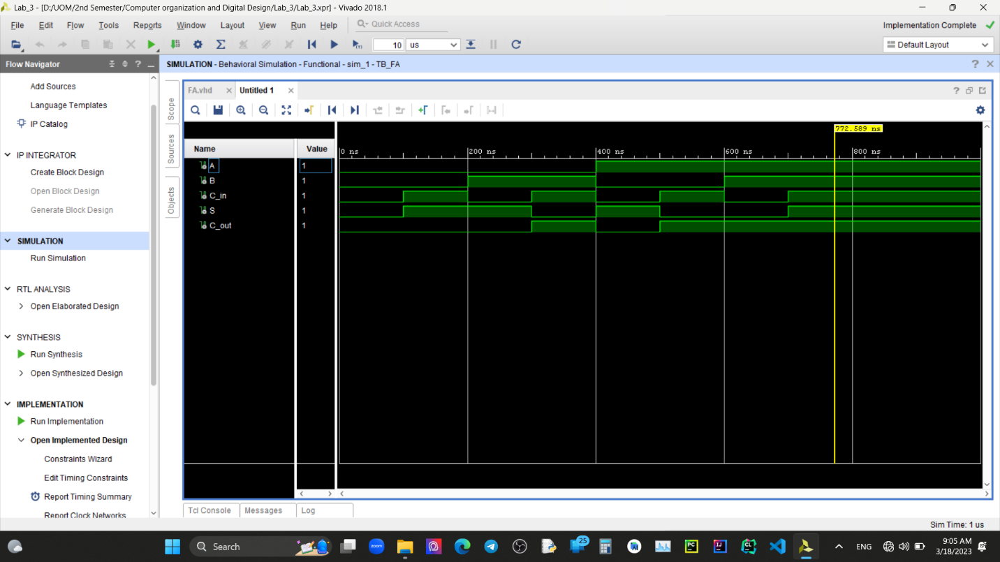 Lab_3 - [D:/UOM/2nd Semester/Computer organization and Digital Design/Lab_3/Lab_3.xpr] - Vivado 2018.1
File Edit Flow Tools Reports Window Layout View Run Help Quick Access Implementation Complete
10 us Default Layout
Flow Navigator
SIMULATION - Behavioral Simulation - Functional - sim_1 - TB_FA
Add Sources
Language Templates
IP Catalog
IP INTEGRATOR
Create Block Design
Open Block Design
Generate Block Design
SIMULATION
Run Simulation
RTL ANALYSIS
Open Elaborated Design
SYNTHESIS
Run Synthesis
Open Synthesized Design
IMPLEMENTATION
Run Implementation
Open Implemented Design
Constraints Wizard
Edit Timing Constraints
Report Timing Summary
Report Clock Networks
Scope
Sources
Objects
FA.vhd Untitled 1
772.589 ns
Name Value
0 ns 200 ns 400 ns 600 ns 800 ns
A 1
B 1
C_in 1
S 1
C_out 1
Tcl Console Messages Log
Sim Time: 1 us
Search
zoom
25
PC
IJ
CL
ENG
9:05 AM
3/18/2023